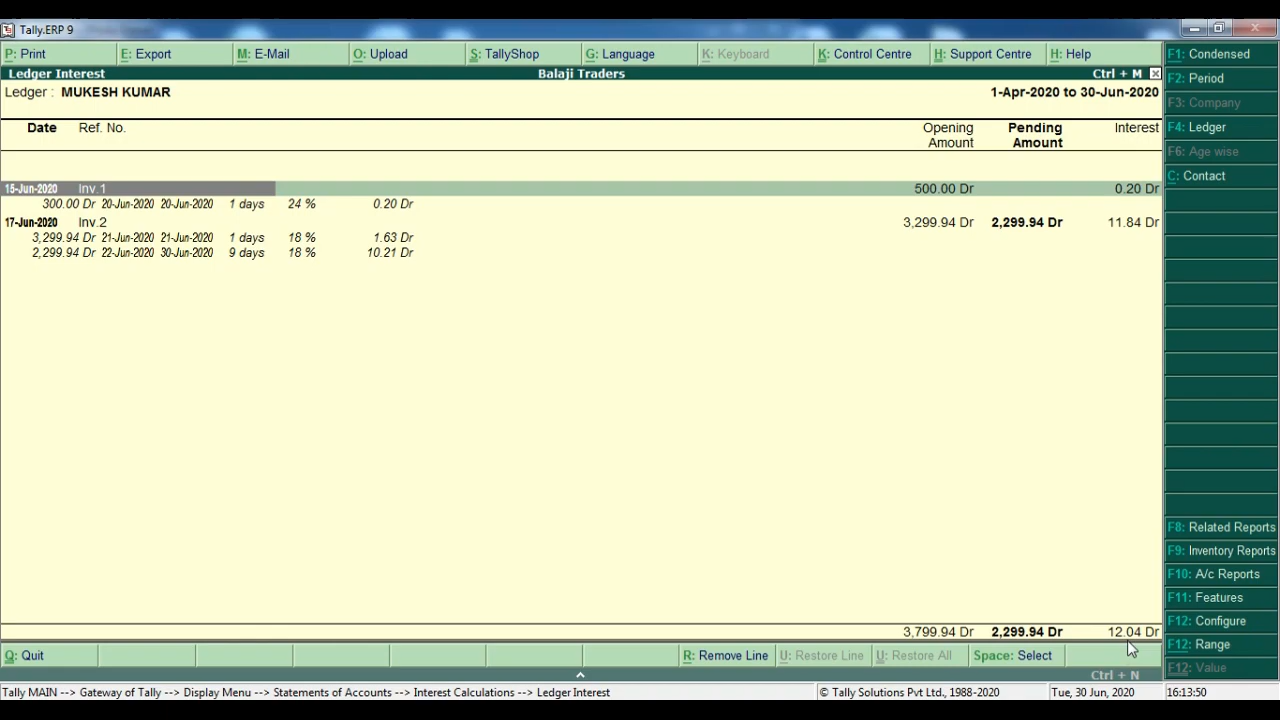 Tally.ERP 9
P: Print E: Export M: E-Mail O: Upload S: TallyShop G: Language K: Keyboard K: Control Centre H: Support Centre H: Help
Ledger Interest Balaji Traders Ctrl + M
Ledger : MUKESH KUMAR 1-Apr-2020 to 30-Jun-2020
Date Ref. No. Opening Amount Pending Amount Interest
15-Jun-2020 Inv.1 500.00 Dr 0.20 Dr
300.00 Dr 20-Jun-2020 20-Jun-2020 1 days 24 % 0.20 Dr
17-Jun-2020 Inv.2 3,299.94 Dr 2,299.94 Dr 11.84 Dr
3,299.94 Dr 21-Jun-2020 21-Jun-2020 1 days 18 % 1.63 Dr
2,299.94 Dr 22-Jun-2020 30-Jun-2020 9 days 18 % 10.21 Dr
3,799.94 Dr 2,299.94 Dr 12.04 Dr
F1: Condensed
F2: Period
F3: Company
F4: Ledger
F6: Age wise
C: Contact
F8: Related Reports
F9: Inventory Reports
F10: A/c Reports
F11: Features
F12: Configure
F12: Range
F12: Value
Q: Quit R: Remove Line U: Restore Line U: Restore All Space: Select
Ctrl + N
Tally MAIN --> Gateway of Tally --> Display Menu --> Statements of Accounts --> Interest Calculations --> Ledger Interest © Tally Solutions Pvt Ltd., 1988-2020 Tue, 30 Jun, 2020 16:13:50